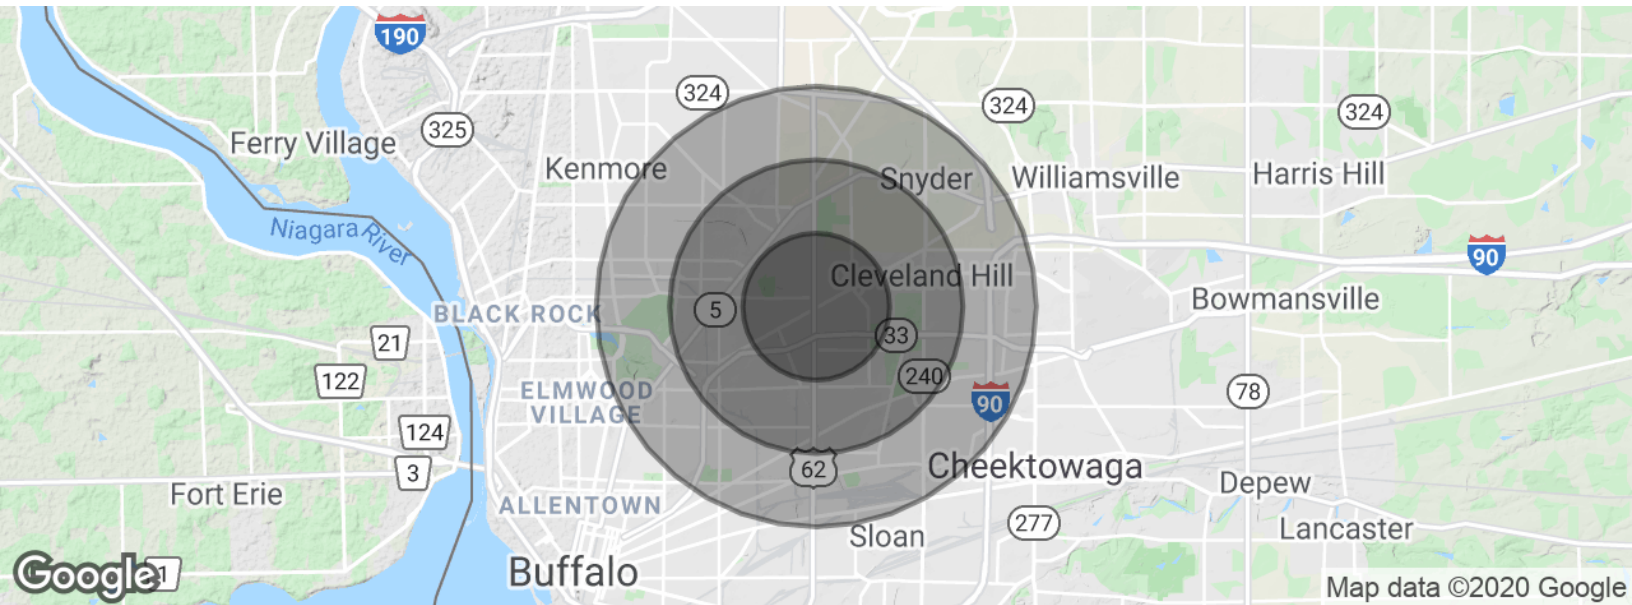 190
324
324
324
325
Ferry Village
Kenmore
Snyder
Williamsville
Harris Hill
Niagara River
90
Cleveland Hill
Bowmansville
BLACK ROCK
5
33
21
122
240
ELMWOOD
VILLAGE
90
78
124
3
62
Cheektowaga
Fort Erie
Depew
ALLENTOWN
277
Lancaster
Sloan
Buffalo
Google
1
Map data ©2020 Google